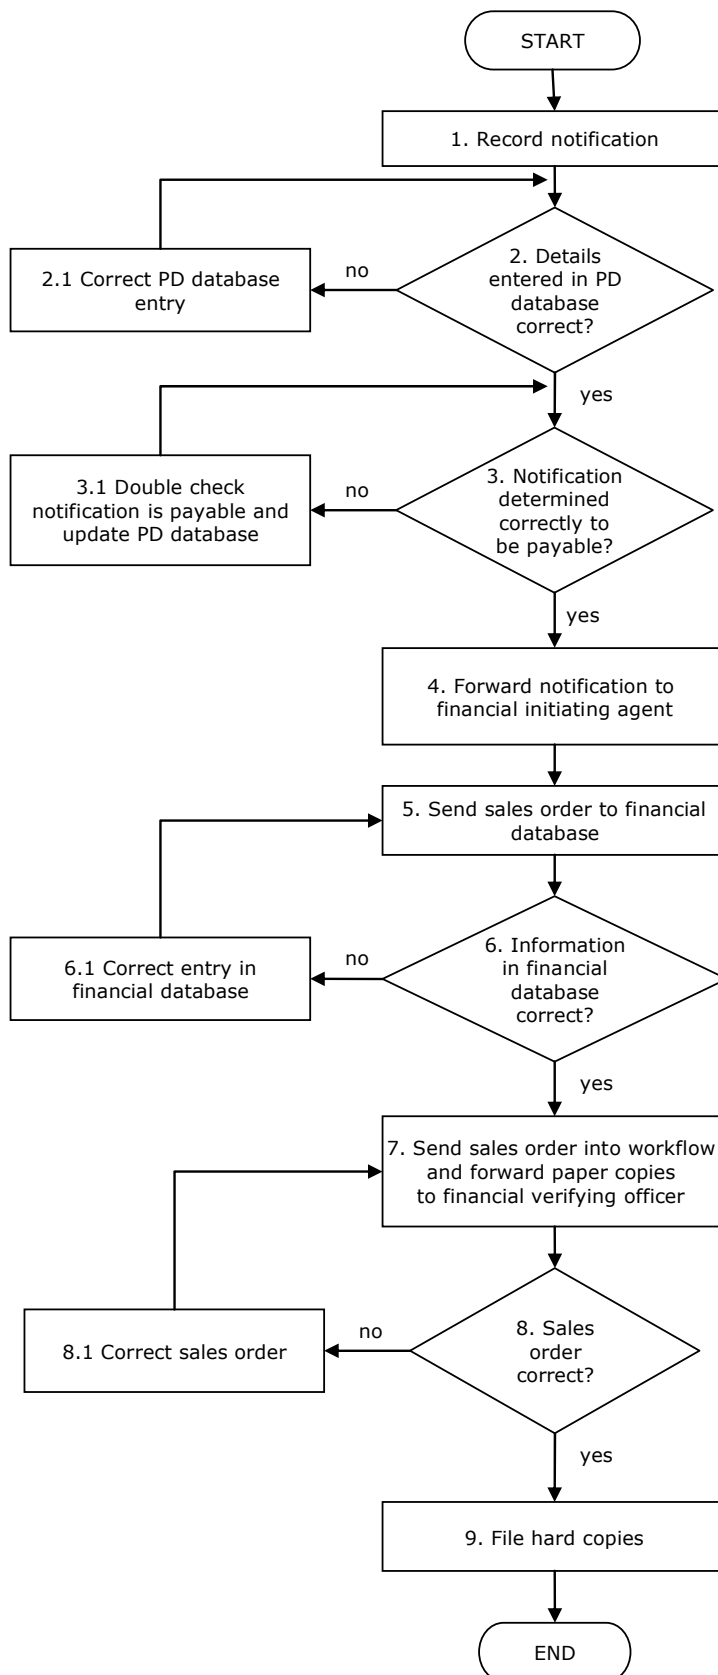 START
1. Record notification
2. Details
entered in PD
database
correct?
no
2.1 Correct PD database
entry
yes
3. Notification
determined
correctly to
be payable?
no
3.1 Double check
notification is payable and
update PD database
yes
4. Forward notification to
financial initiating agent
5. Send sales order to financial
database
6. Information
in financial
database
correct?
no
6.1 Correct entry in
financial database
yes
7. Send sales order into workflow
and forward paper copies
to financial verifying officer
8. Sales
order
correct?
no
8.1 Correct sales order
yes
9. File hard copies
END